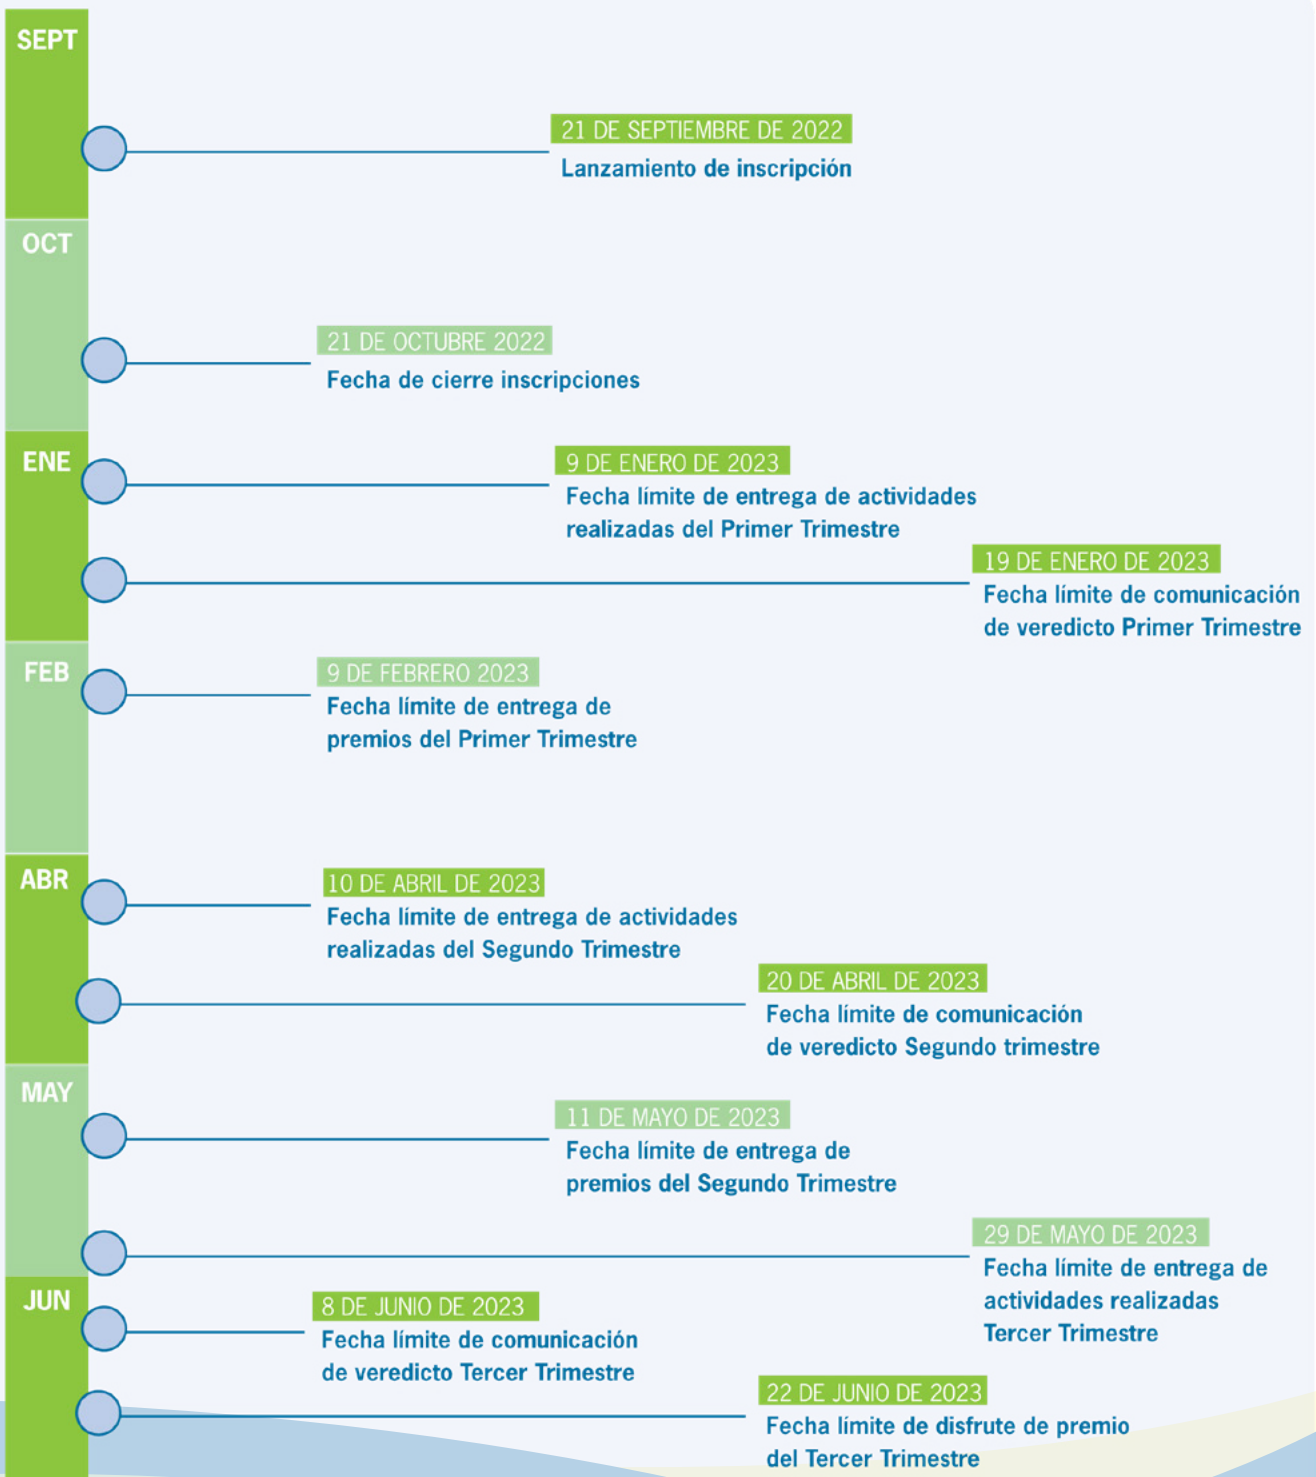 SEPT
21 DE SEPTIEMBRE DE 2022
Lanzamiento de inscripción
OCT
21 DE OCTUBRE 2022
Fecha de cierre inscripciones
ENE
9 DE ENERO DE 2023
Fecha límite de entrega de actividades
realizadas del Primer Trimestre
19 DE ENERO DE 2023
Fecha límite de comunicación
de veredicto Primer Trimestre
FEB
9 DE FEBRERO 2023
Fecha límite de entrega de
premios del Primer Trimestre
ABR
10 DE ABRIL DE 2023
Fecha límite de entrega de actividades
realizadas del Segundo Trimestre
20 DE ABRIL DE 2023
Fecha límite de comunicación
de veredicto Segundo trimestre
MAY
11 DE MAYO DE 2023
Fecha límite de entrega de
premios del Segundo Trimestre
29 DE MAYO DE 2023
Fecha límite de entrega de
actividades realizadas
Tercer Trimestre
JUN
8 DE JUNIO DE 2023
Fecha límite de comunicación
de veredicto Tercer Trimestre
22 DE JUNIO DE 2023
Fecha límite de disfrute de premio
del Tercer Trimestre